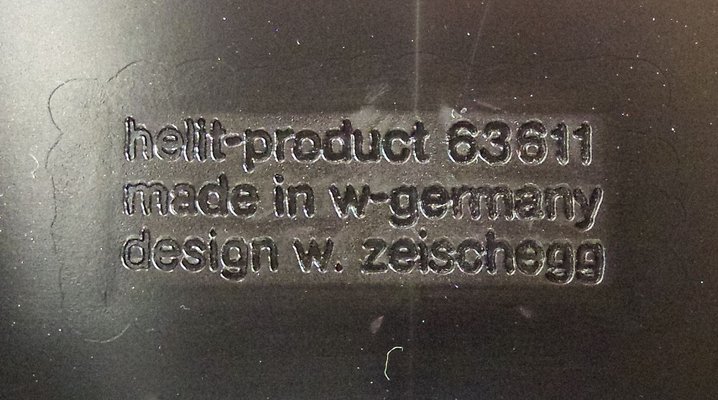 helit-product 63611
made in w-germany
design w. zeischegg